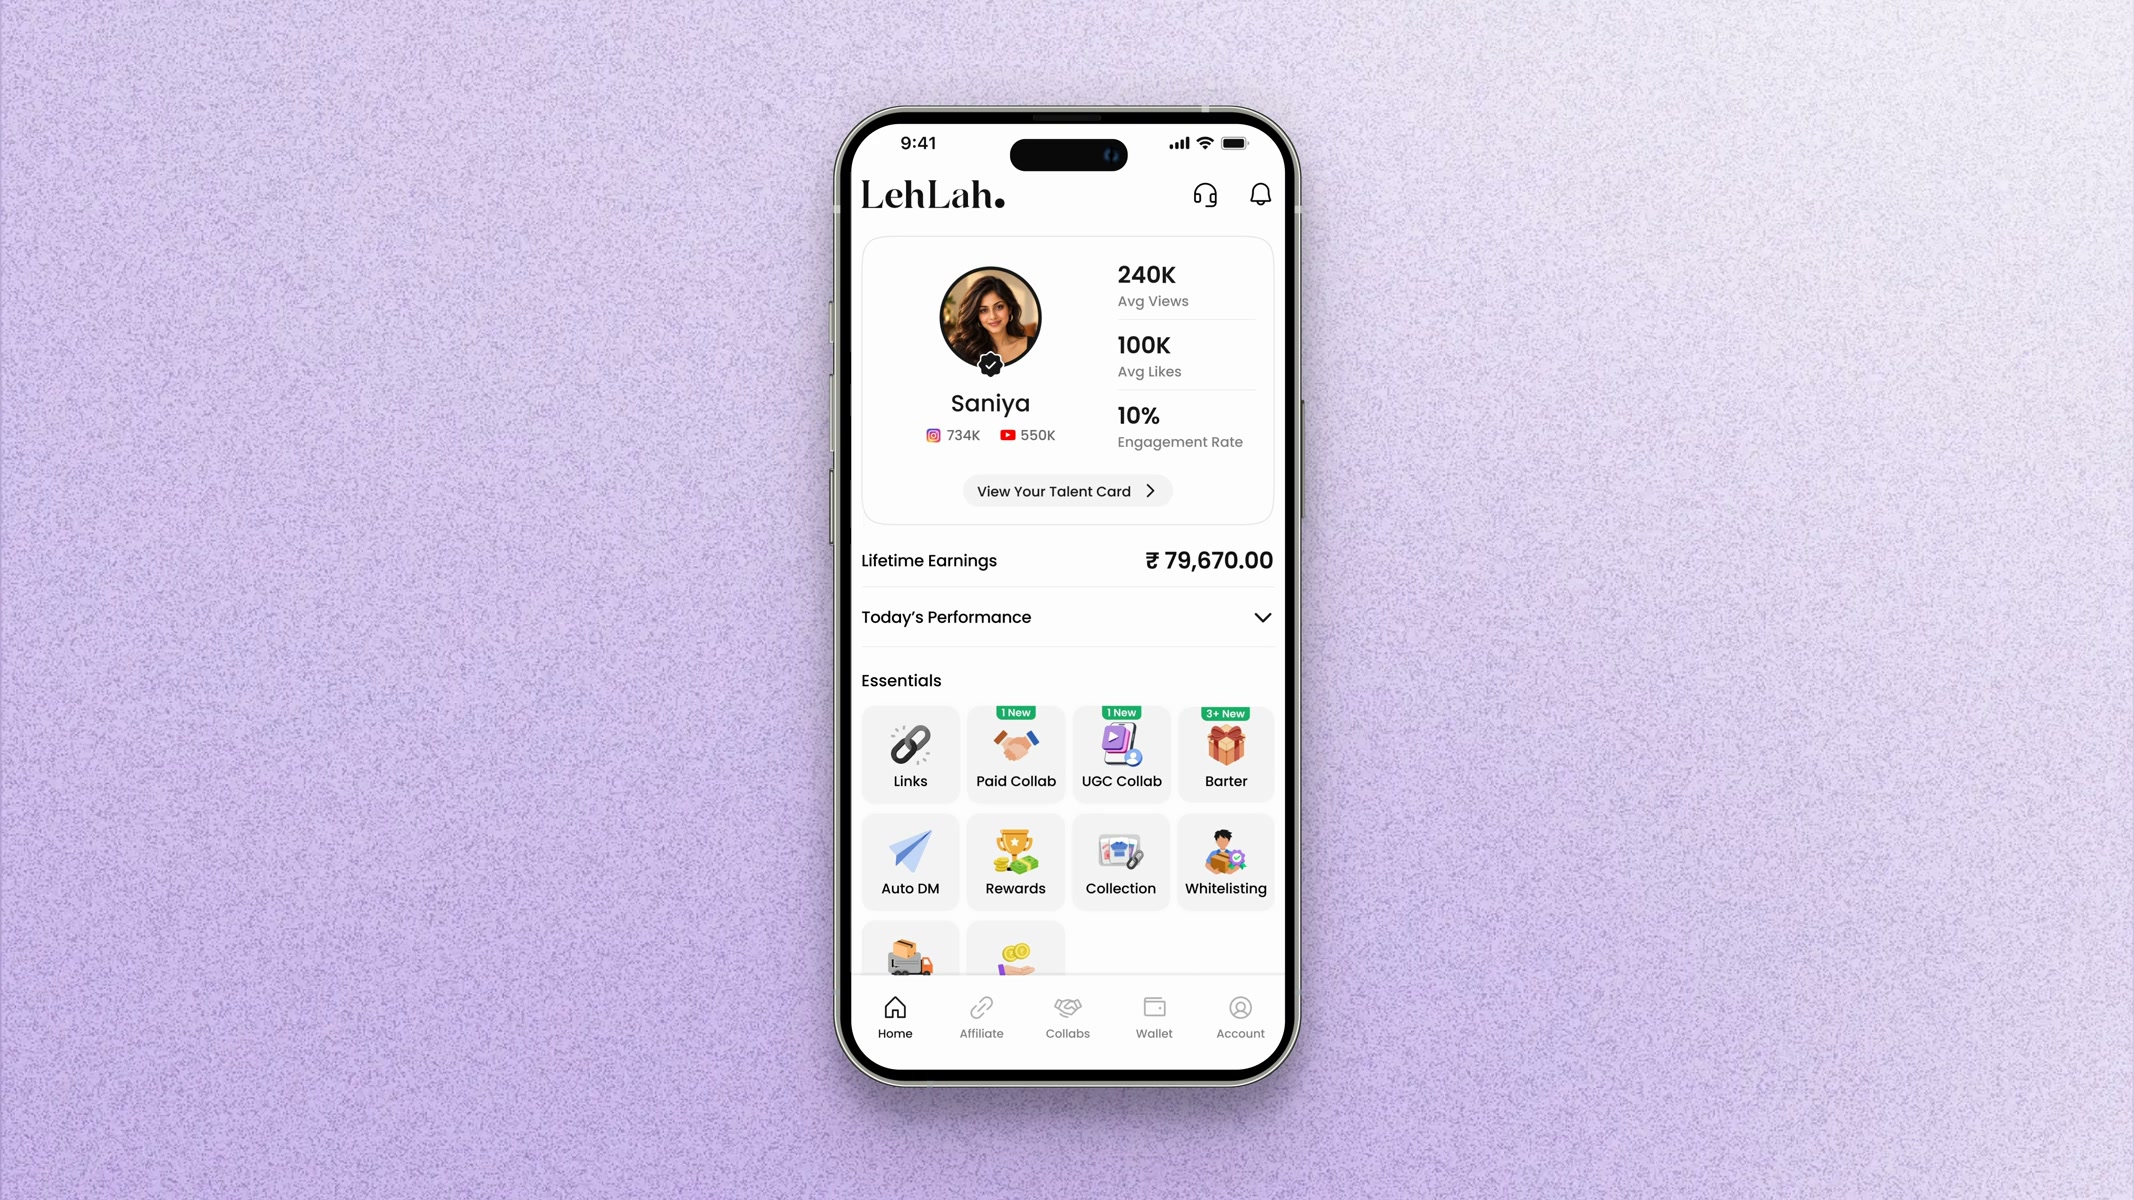 9:41
LehLah.
240K
Avg Views
100K
Avg Likes
10%
Engagement Rate
Saniya
734K 550K
View Your Talent Card
Lifetime Earnings ₹ 79,670.00
Today’s Performance
Essentials
1 New 1 New 3+ New
Links Paid Collab UGC Collab Barter
Auto DM Rewards Collection Whitelisting
Home Affiliate Collabs Wallet Account